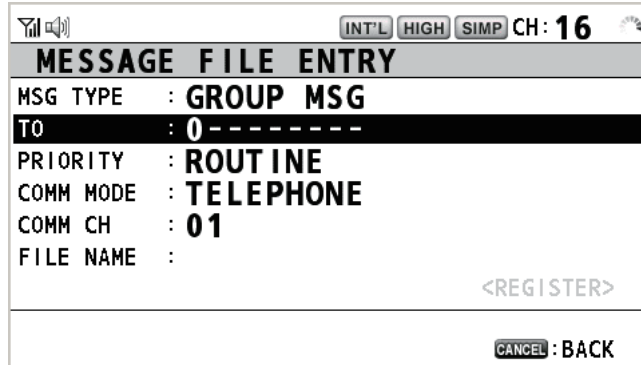 INT'L HIGH SIMP CH: 16
MESSAGE FILE ENTRY
MSG TYPE : GROUP MSG
TO : 0--------
PRIORITY : ROUTINE
COMM MODE : TELEPHONE
COMM CH : 01
FILE NAME :
<REGISTER>
CANCEL : BACK